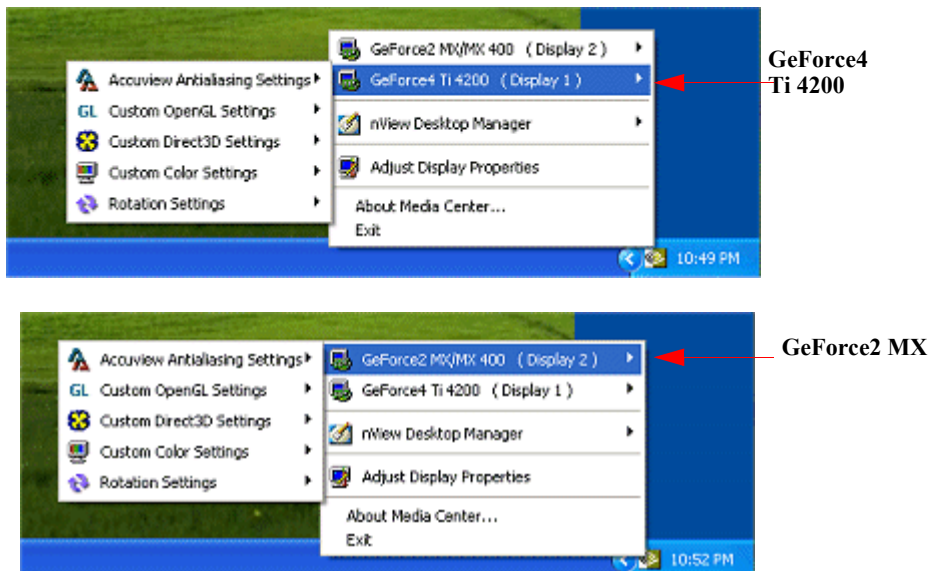 GeForce2 MX/MX 400 ( Display 2 )
GeForce4 Ti 4200 ( Display 1 )
nView Desktop Manager
Adjust Display Properties
About Media Center...
Exit
Accuview Antialiasing Settings
GL Custom OpenGL Settings
Custom Direct3D Settings
Custom Color Settings
Rotation Settings
10:49 PM
GeForce4
Ti 4200
GeForce2 MX/MX 400 ( Display 2 )
GeForce4 Ti 4200 ( Display 1 )
nView Desktop Manager
Adjust Display Properties
About Media Center...
Exit
Accuview Antialiasing Settings
GL Custom OpenGL Settings
Custom Direct3D Settings
Custom Color Settings
Rotation Settings
10:52 PM
GeForce2 MX